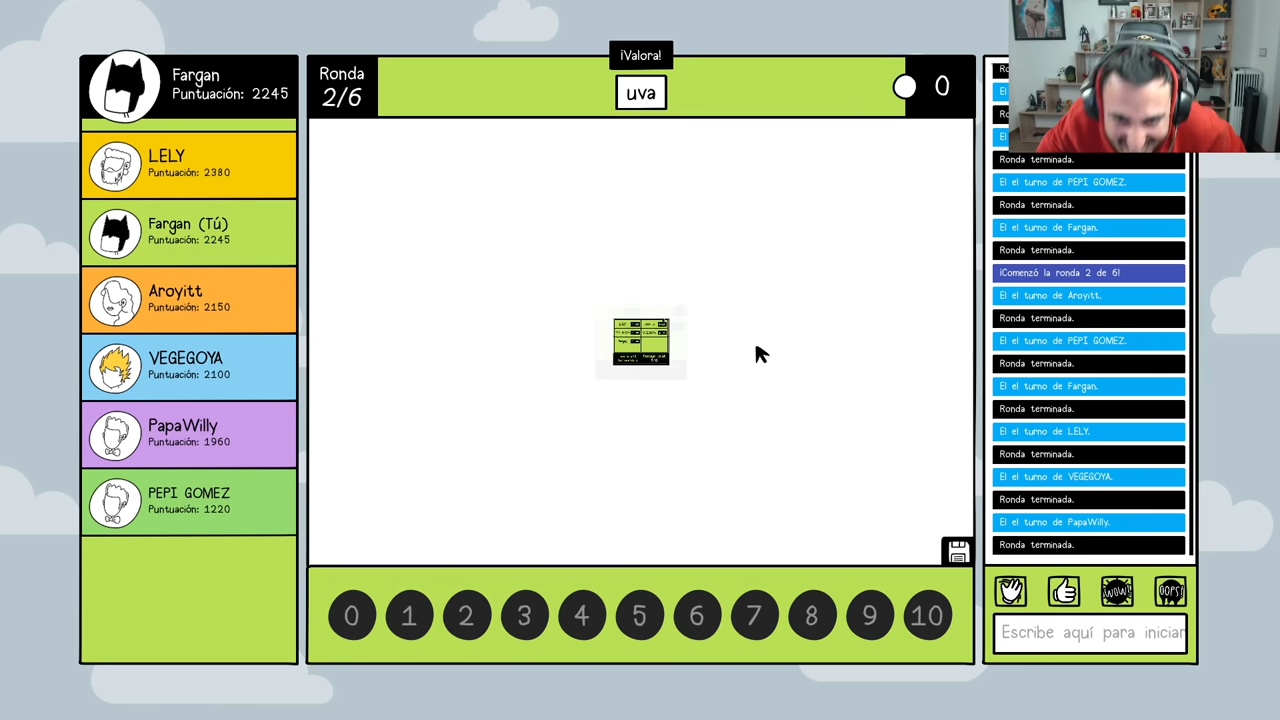 Fargan
Puntuación: 2245
LELY
Puntuación: 2380
Fargan (Tú)
Puntuación: 2245
Aroyitt
Puntuación: 2150
VEGEGOYA
Puntuación: 2100
PapaWilly
Puntuación: 1960
PEPI GOMEZ
Puntuación: 1220
Ronda
2/6
¡Valora!
uva
0
0 1 2 3 4 5 6 7 8 9 10
Ronda terminada.
El el turno de PEPI GOMEZ.
Ronda terminada.
El el turno de Fargan.
Ronda terminada.
¡Comenzó la ronda 2 de 6!
El el turno de Aroyitt.
Ronda terminada.
El el turno de PEPI GOMEZ.
Ronda terminada.
El el turno de Fargan.
Ronda terminada.
El el turno de LELY.
Ronda terminada.
El el turno de VEGEGOYA.
Ronda terminada.
El el turno de PapaWilly.
Ronda terminada.
WOW!
OOPS!
Escribe aquí para iniciar